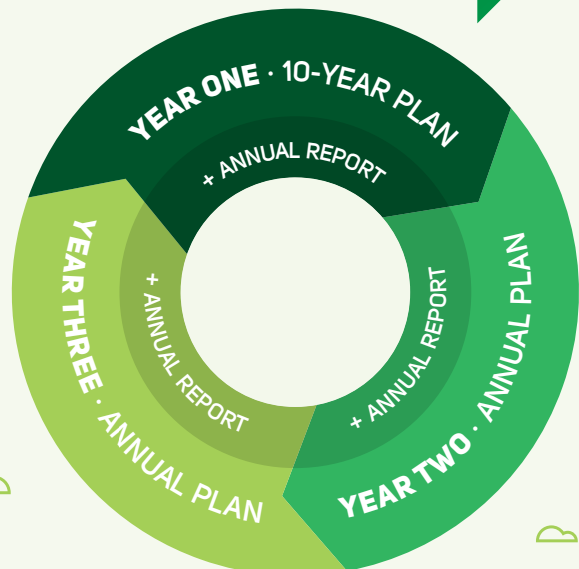 YEAR ONE · 10-YEAR PLAN
+ ANNUAL REPORT
YEAR TWO · ANNUAL PLAN
+ ANNUAL REPORT
YEAR THREE · ANNUAL PLAN
+ ANNUAL REPORT